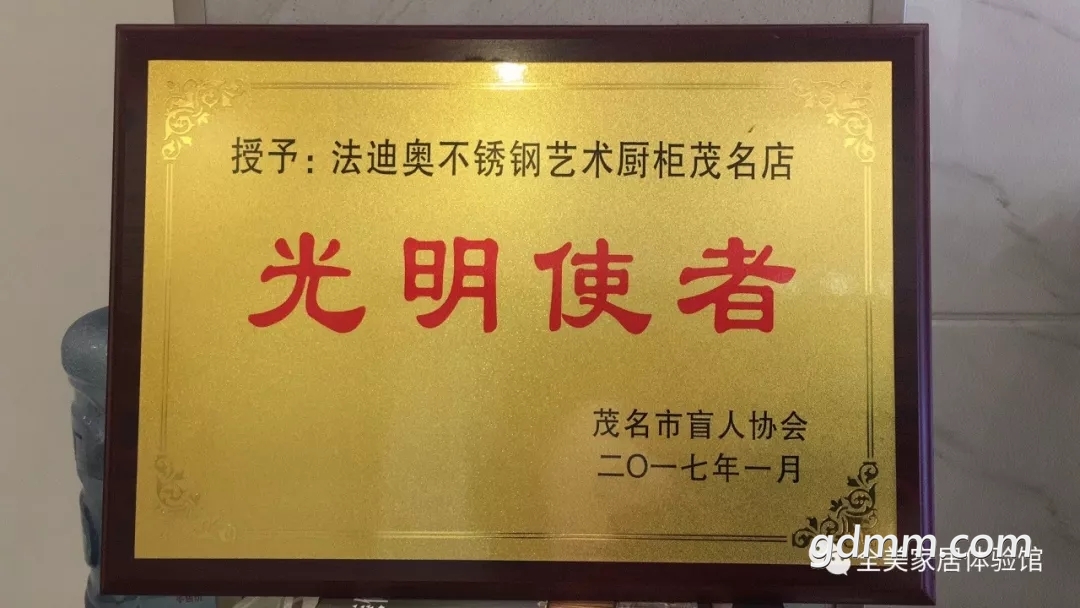 授予：法迪奥不锈钢艺术厨柜茂名店
光明使者
茂名市盲人协会
二〇一七年一月
gdmm.com
全美家居体验馆